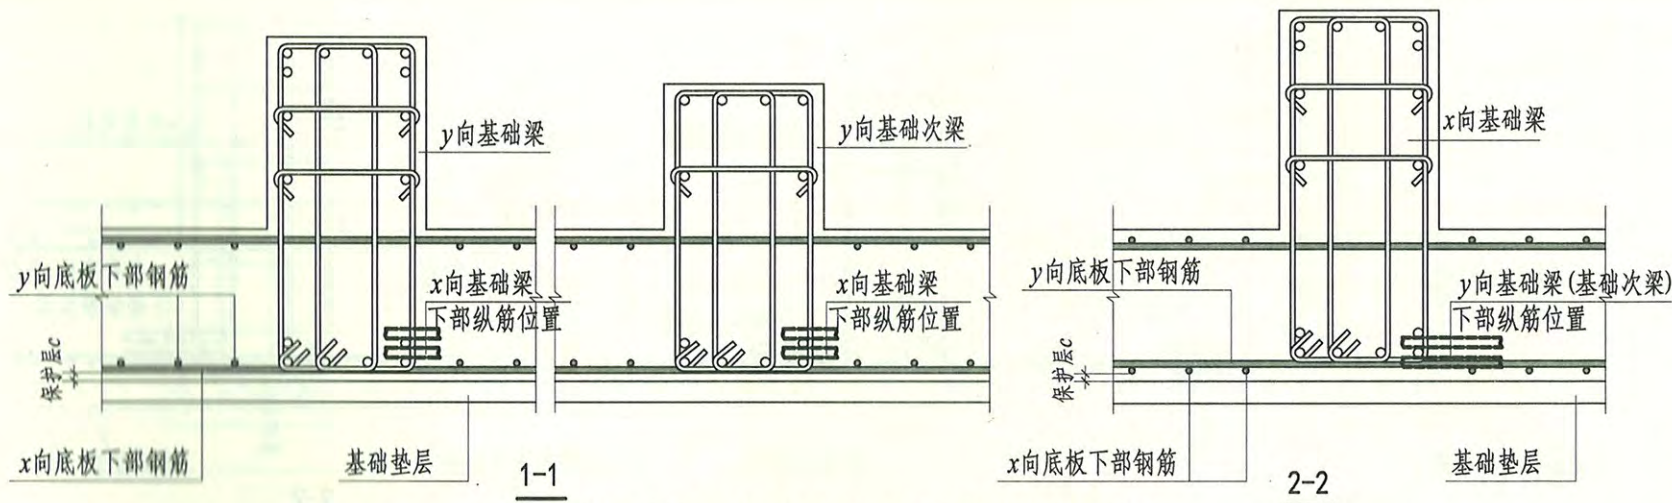 y向基础梁
y向基础次梁
x向基础梁
y向底板下部钢筋
x向基础梁
下部纵筋位置
x向基础梁
下部纵筋位置
y向底板下部钢筋
y向基础梁(基础次梁)
下部纵筋位置
保护层c
保护层c
x向底板下部钢筋
基础垫层
1-1
x向底板下部钢筋
基础垫层
2-2